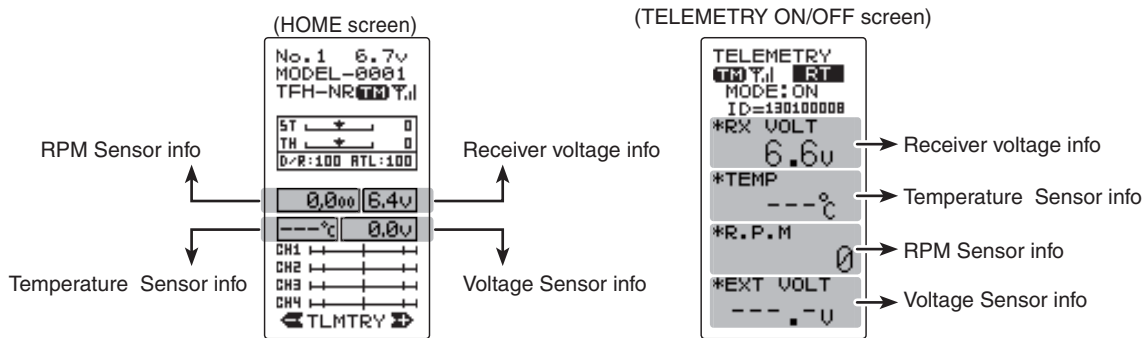 (HOME screen)
No.1 6.7v
MODEL-0001
TFH-NR TM
ST 0
TH 0
D/R:100 ATL:100
RPM Sensor info
Receiver voltage info
0,000 6.4v
---°C 0.0v
Temperature Sensor info
Voltage Sensor info
CH1
CH2
CH3
CH4
TLMTRY
(TELEMETRY ON/OFF screen)
TELEMETRY
TM RT
MODE:ON
ID=130100008
*RX VOLT
6.6v
Receiver voltage info
*TEMP
---°C
Temperature Sensor info
*R.P.M
0
RPM Sensor info
*EXT VOLT
---.-v
Voltage Sensor info